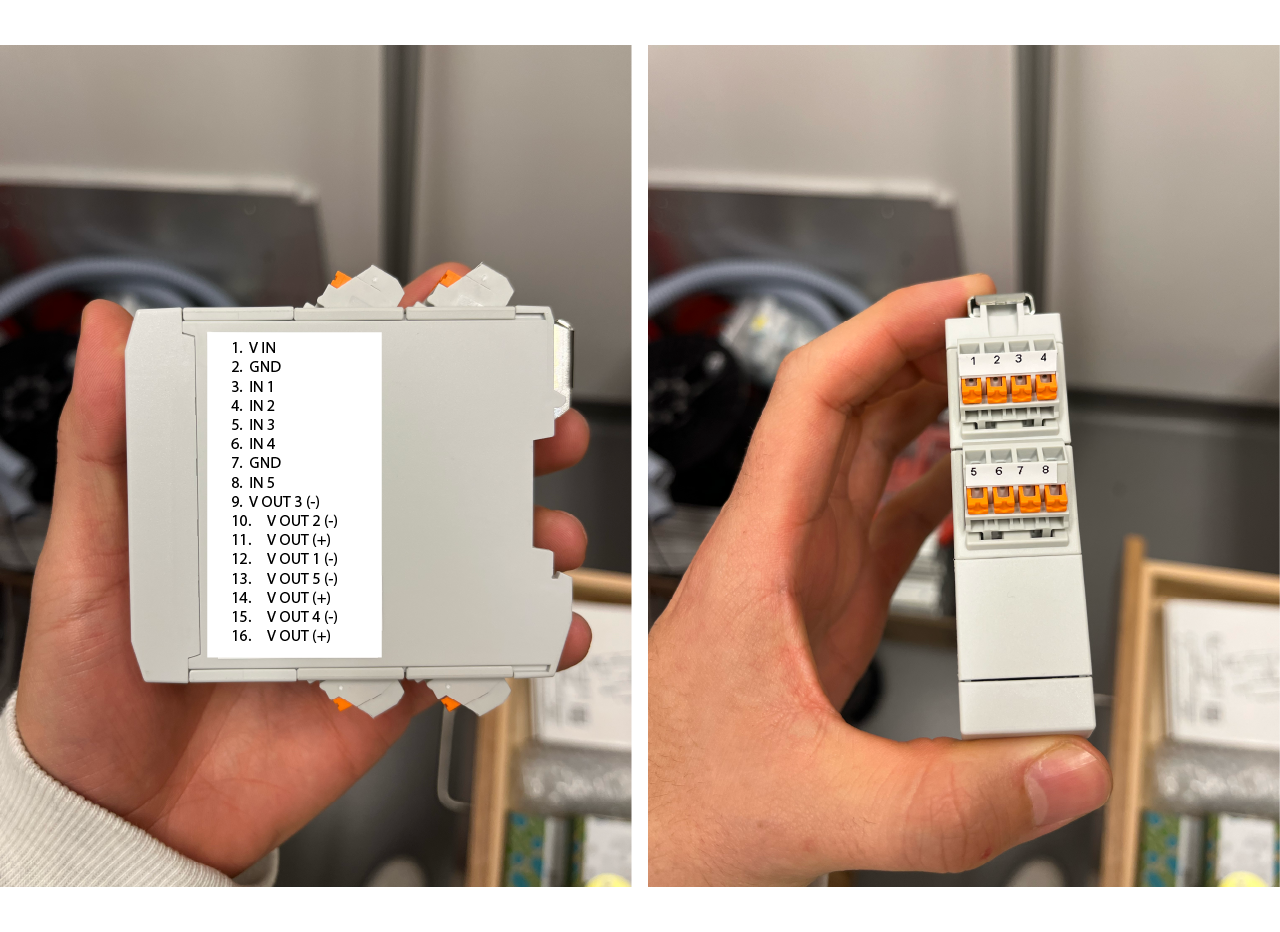 1. V IN
2. GND
3. IN 1
4. IN 2
5. IN 3
6. IN 4
7. GND
8. IN 5
9. V OUT 3 (-)
10. V OUT 2 (-)
11. V OUT (+)
12. V OUT 1 (-)
13. V OUT 5 (-)
14. V OUT (+)
15. V OUT 4 (-)
16. V OUT (+)
1 2 3 4
5 6 7 8